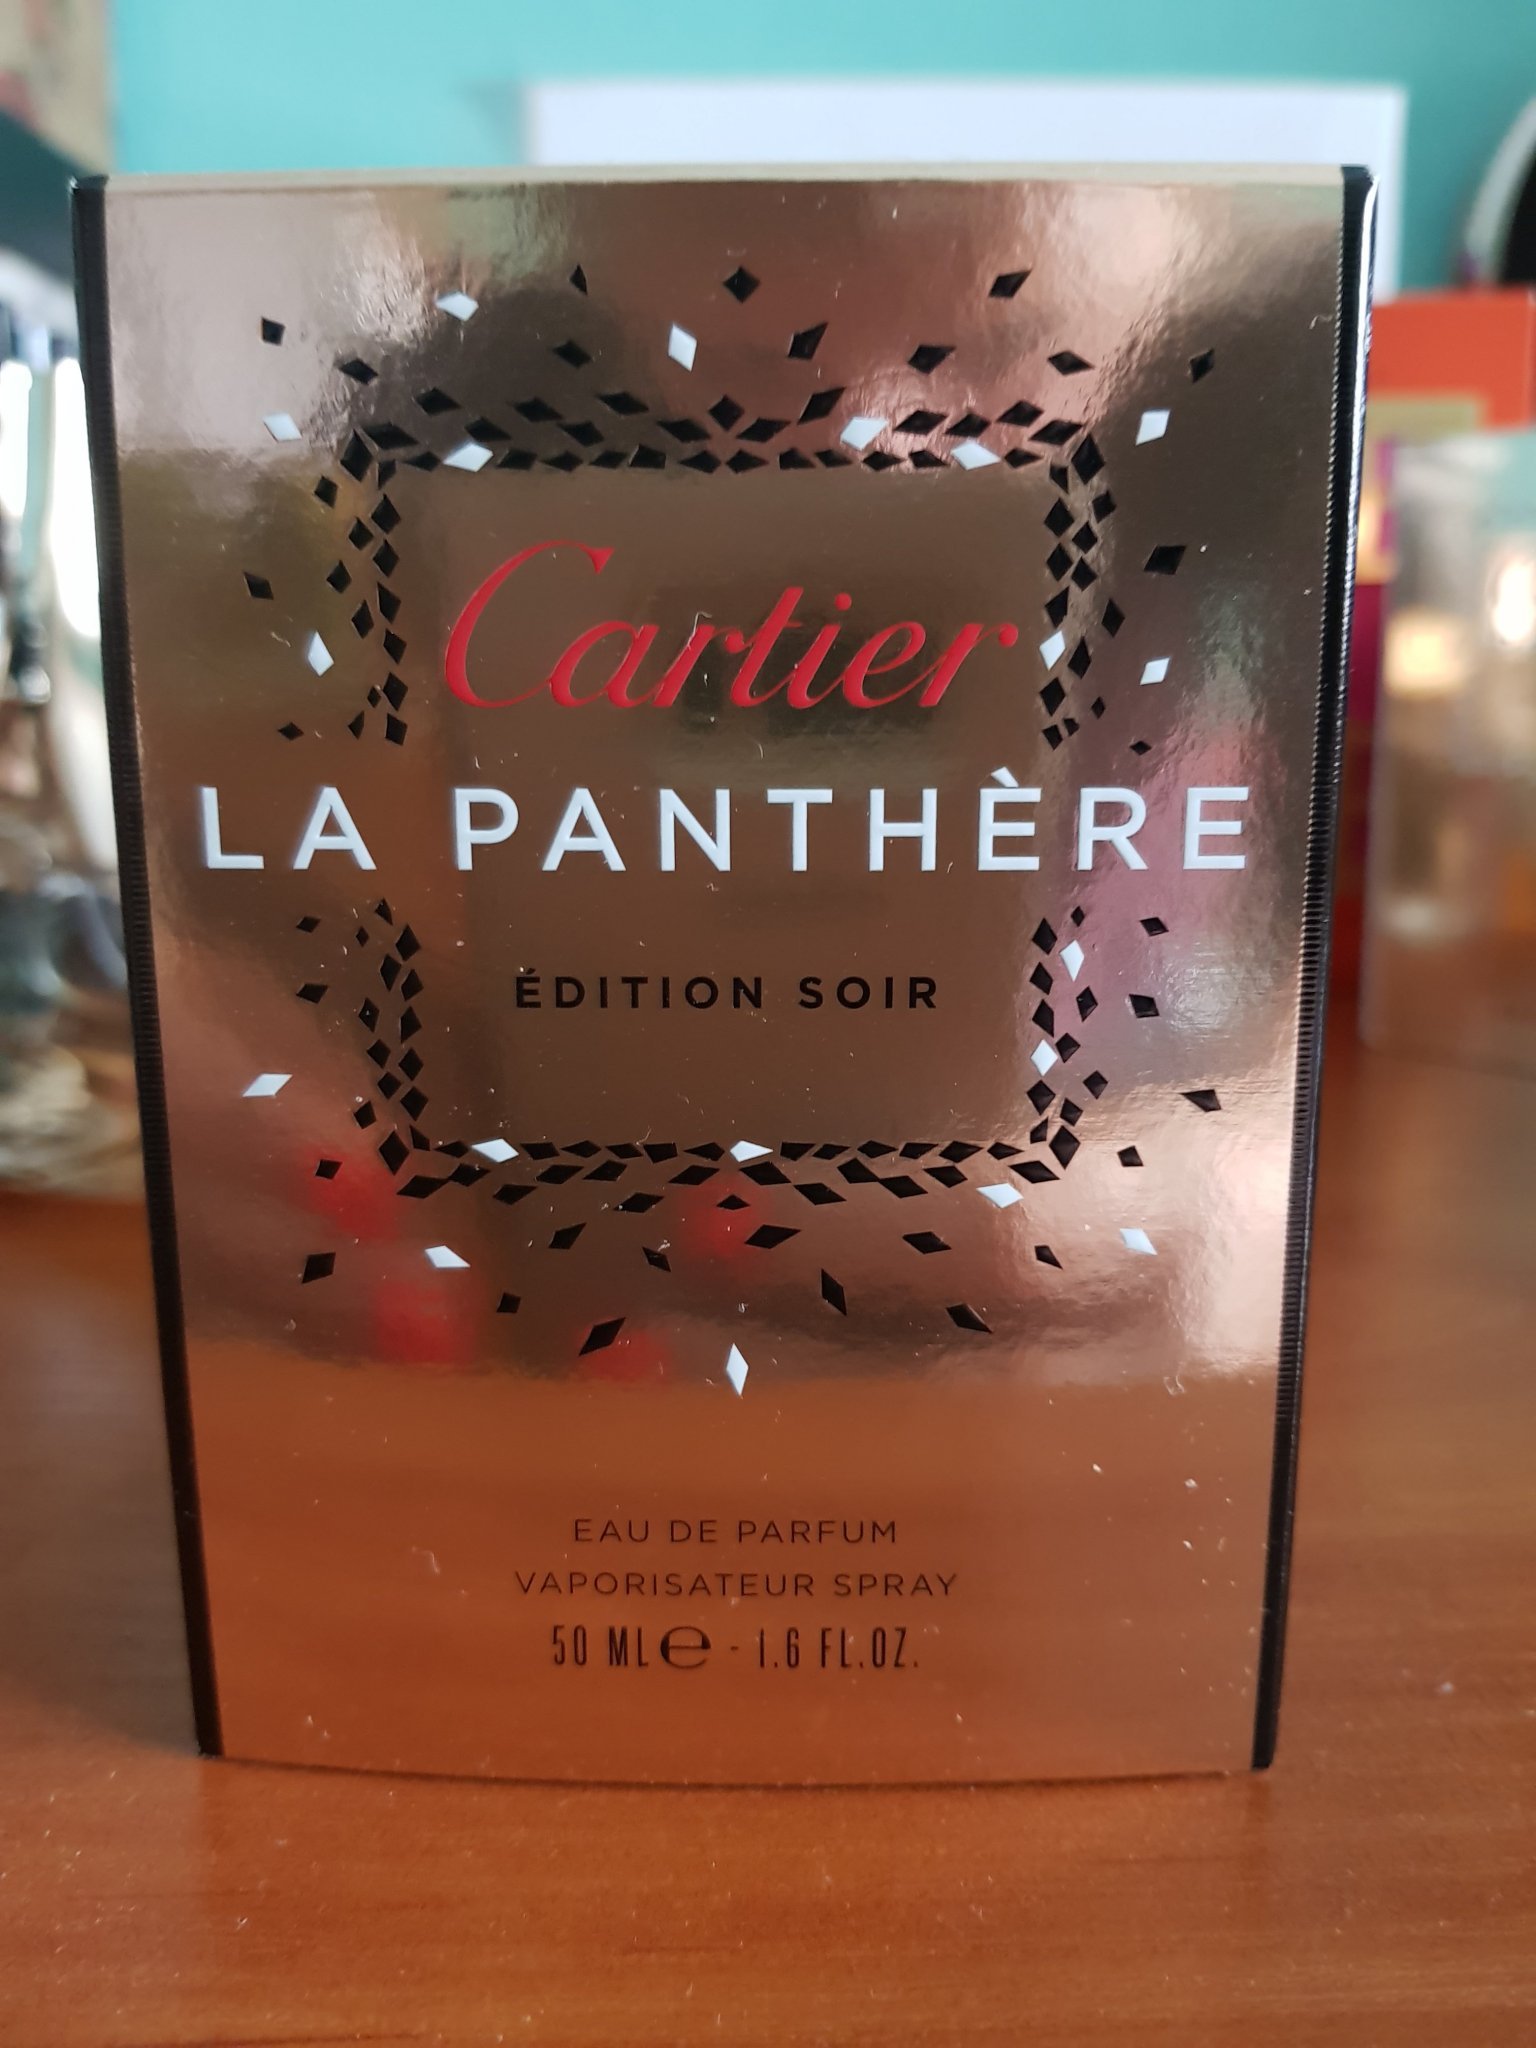 Cartier
LA PANTHÈRE
ÉDITION SOIR
EAU DE PARFUM
VAPORISATEUR SPRAY
50 ML e - 1.6 FL.OZ.